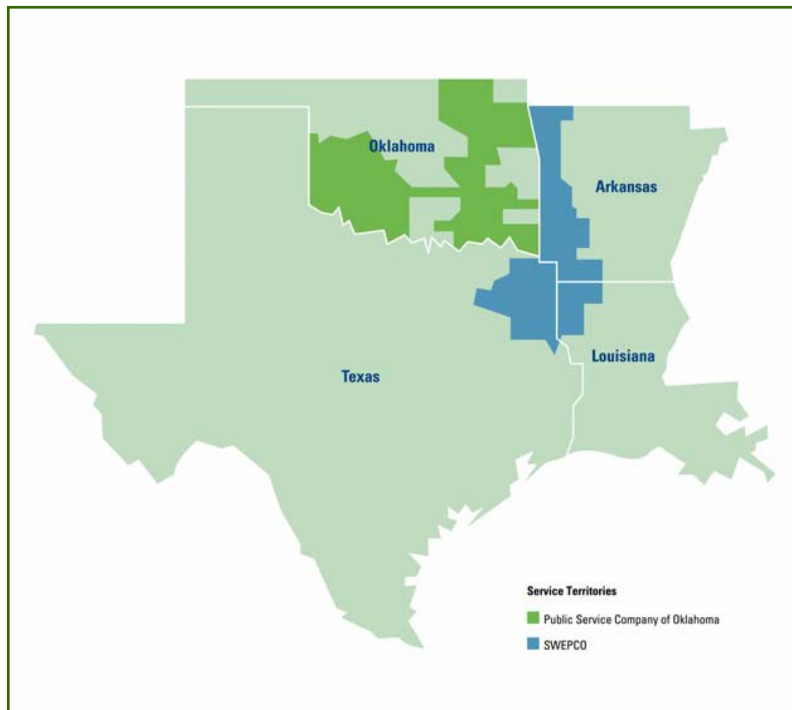 Oklahoma
Arkansas
Texas
Louisiana
Service Territories
Public Service Company of Oklahoma
SWEPCO